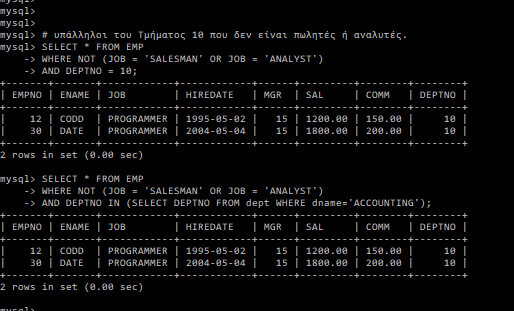 mysql>
mysql>
mysql> # υπάλληλοι του Τμήματος 10 που δεν είναι πωλητές ή αναλυτές.
mysql> SELECT * FROM EMP
    -> WHERE NOT (JOB = 'SALESMAN' OR JOB = 'ANALYST')
    -> AND DEPTNO = 10;
+-------+-------+------------+------------+------+---------+--------+--------+
| EMPNO | ENAME | JOB        | HIREDATE   | MGR  | SAL     | COMM   | DEPTNO |
+-------+-------+------------+------------+------+---------+--------+--------+
|    12 | CODD  | PROGRAMMER | 1995-05-02 |   15 | 1200.00 | 150.00 |     10 |
|    30 | DATE  | PROGRAMMER | 2004-05-04 |   15 | 1800.00 | 200.00 |     10 |
+-------+-------+------------+------------+------+---------+--------+--------+
2 rows in set (0.00 sec)

mysql> SELECT * FROM EMP
    -> WHERE NOT (JOB = 'SALESMAN' OR JOB = 'ANALYST')
    -> AND DEPTNO IN (SELECT DEPTNO FROM dept WHERE dname='ACCOUNTING');
+-------+-------+------------+------------+------+---------+--------+--------+
| EMPNO | ENAME | JOB        | HIREDATE   | MGR  | SAL     | COMM   | DEPTNO |
+-------+-------+------------+------------+------+---------+--------+--------+
|    12 | CODD  | PROGRAMMER | 1995-05-02 |   15 | 1200.00 | 150.00 |     10 |
|    30 | DATE  | PROGRAMMER | 2004-05-04 |   15 | 1800.00 | 200.00 |     10 |
+-------+-------+------------+------------+------+---------+--------+--------+
2 rows in set (0.00 sec)

mysql>